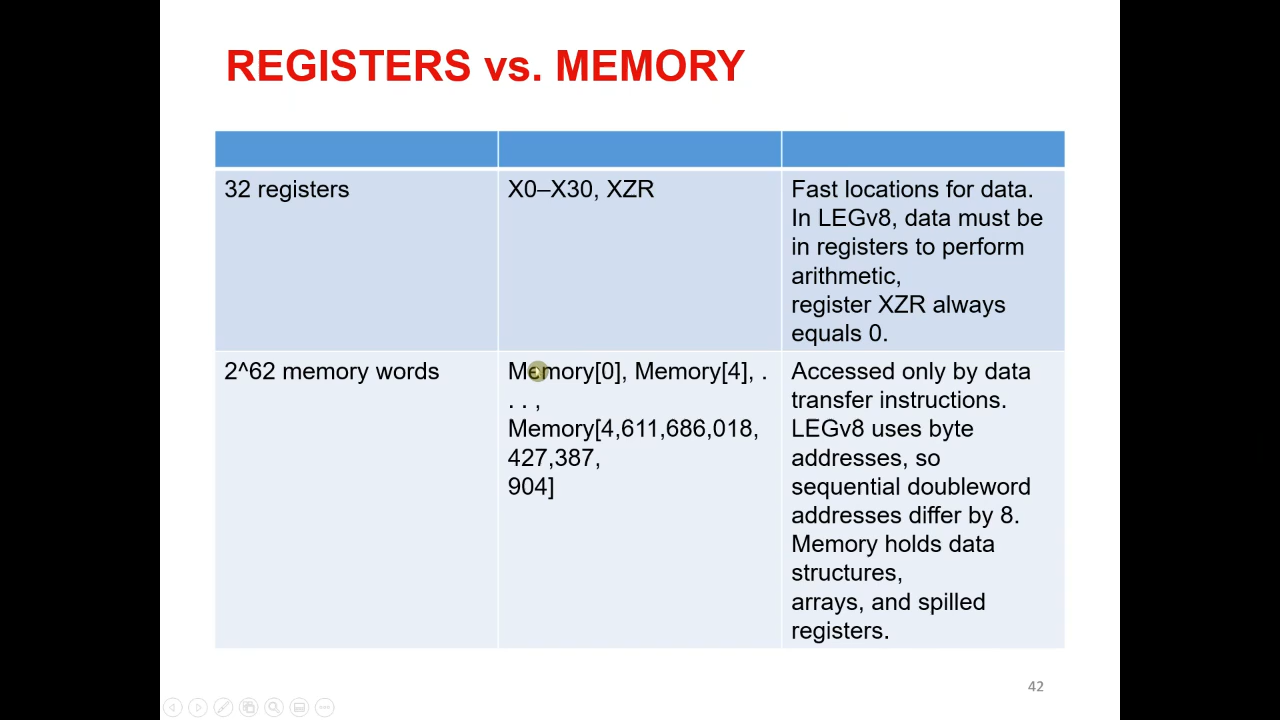 REGISTERS vs. MEMORY
32 registers
X0–X30, XZR
Fast locations for data.
In LEGv8, data must be
in registers to perform
arithmetic,
register XZR always
equals 0.
2^62 memory words
Memory[0], Memory[4], .
. . ,
Memory[4,611,686,018,
427,387,
904]
Accessed only by data
transfer instructions.
LEGv8 uses byte
addresses, so
sequential doubleword
addresses differ by 8.
Memory holds data
structures,
arrays, and spilled
registers.
42